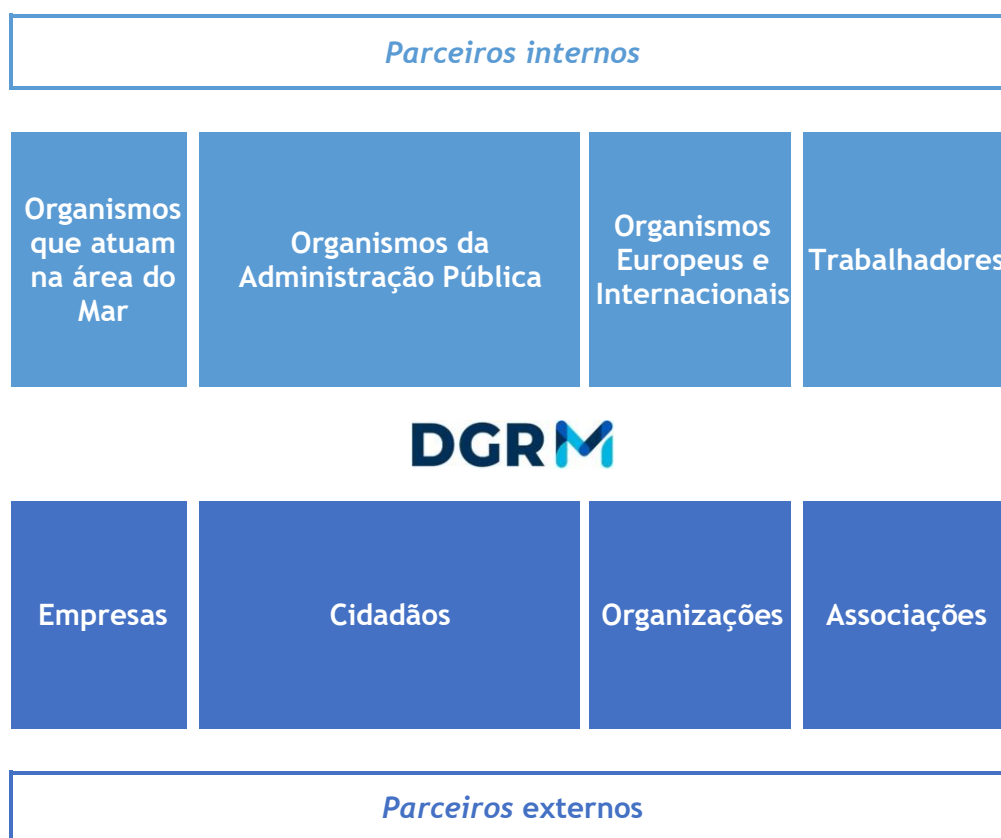 Parceiros internos
Organismos
que atuam
na área do
Mar
Organismos da
Administração Pública
Organismos
Europeus e
Internacionais
Trabalhadores
DGRM
Empresas
Cidadãos
Organizações
Associações
Parceiros externos